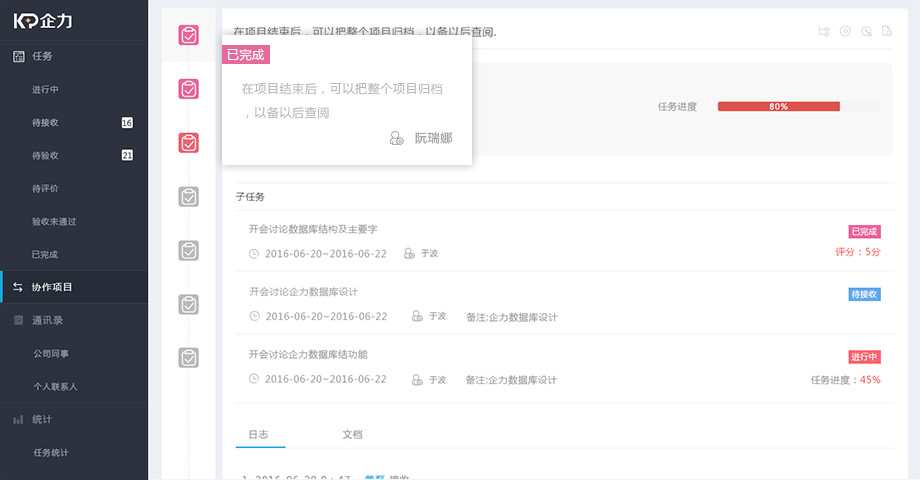 KP企力
任务
进行中
待接收 16
待验收 21
待评价
验收未通过
已完成
协作项目
通讯录
公司同事
个人联系人
统计
任务统计
在项目结束后，可以把整个项目归档，以备以后查阅.
已完成
在项目结束后，可以把整个项目归档
，以备以后查阅
阮瑞娜
任务进度 80%
子任务
开会讨论数据库结构及主要字
已完成
2016-06-20~2016-06-22 于波
评分：5分
开会讨论企力数据库设计
待接收
2016-06-20~2016-06-22 于波 备注:企力数据库设计
开会讨论企力数据库结功能
进行中
2016-06-20~2016-06-22 于波 备注:企力数据库设计
任务进度：45%
日志 文档